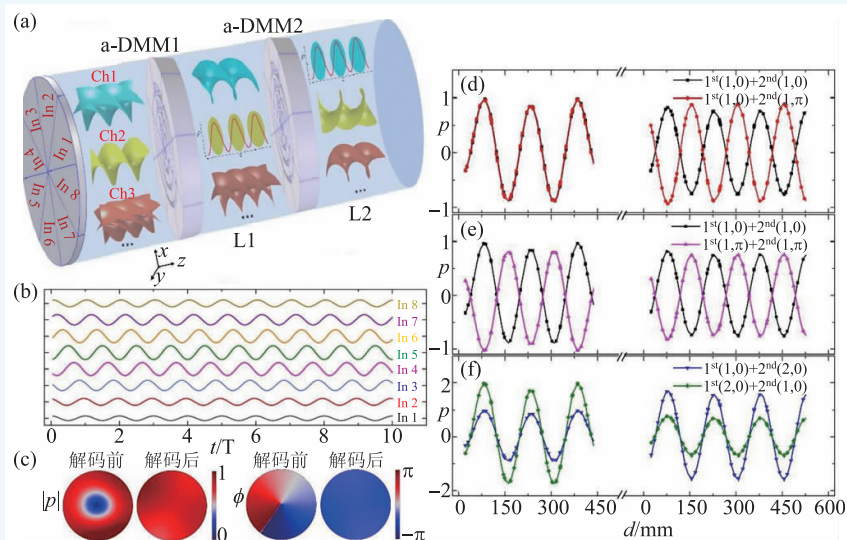 (a)
a-DMM1
a-DMM2
Ch1
Ch2
Ch3
In 1
In 2
In 3
In 4
In 5
In 6
In 7
In 8
...
L1
...
L2
...
x
z
y
(b)
In 8
In 7
In 6
In 5
In 4
In 3
In 2
In 1
0 2 4 6 8 10
t/T
(c)
解码前 解码后 解码前 解码后
|p| 1 0 ϕ π −π
(d)
1st(1,0)+2nd(1,0)
1st(1,0)+2nd(1,π)
1
p
0
−1
(e)
1st(1,0)+2nd(1,0)
1st(1,π)+2nd(1,π)
1
p
0
−1
(f)
1st(1,0)+2nd(2,0)
1st(2,0)+2nd(1,0)
2
p
0
−2
0 150 300 450 0 150 300 450 600
d/mm